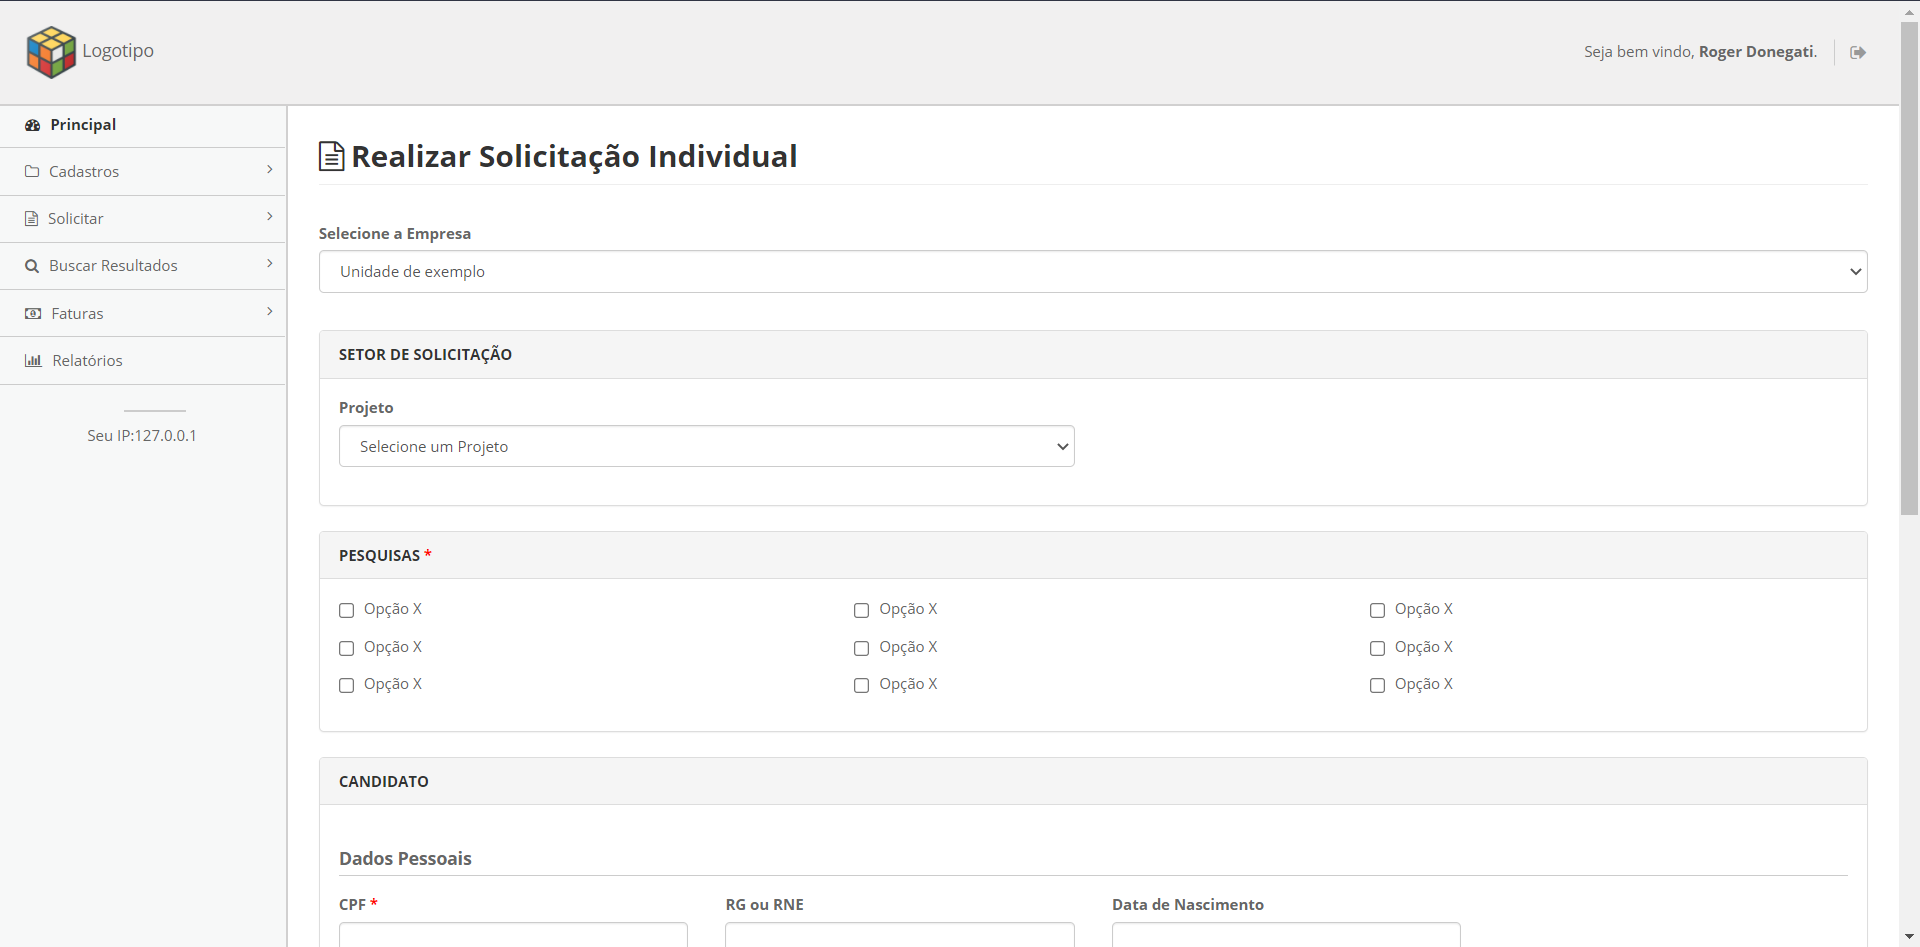 Logotipo
Seja bem vindo, Roger Donegati.
Principal
Cadastros
Solicitar
Buscar Resultados
Faturas
Relatórios
Seu IP:127.0.0.1
Realizar Solicitação Individual
Selecione a Empresa
Unidade de exemplo
SETOR DE SOLICITAÇÃO
Projeto
Selecione um Projeto
PESQUISAS *
Opção X Opção X Opção X
Opção X Opção X Opção X
Opção X Opção X Opção X
CANDIDATO
Dados Pessoais
CPF * RG ou RNE Data de Nascimento